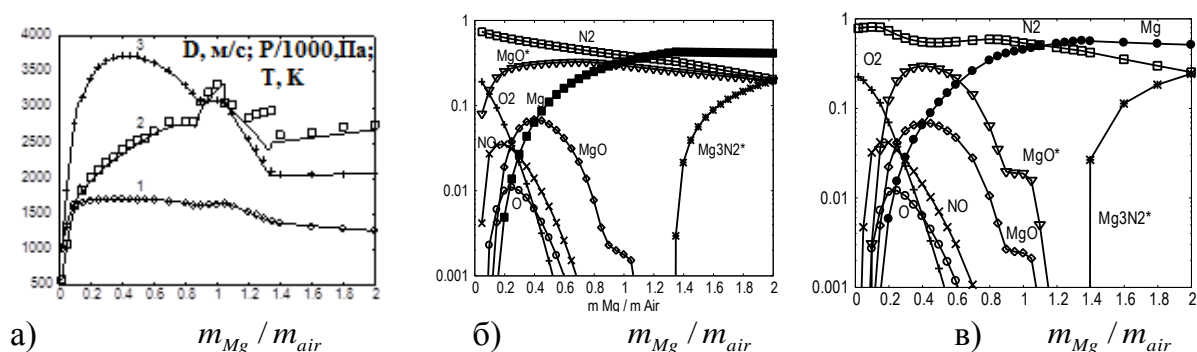 4000
3500
3000
2500
2000
1500
1000
500
D, м/с; P/1000,Па;
T, K
3
2
1
0 0.2 0.4 0.6 0.8 1 1.2 1.4 1.6 1.8 2
а) m_Mg / m_air
1
0.1
0.01
0.001
N2
MgO*
O2
Mg
NO
MgO
O
Mg3N2*
0 0.2 0.4 0.6 0.8 1 1.2 1.4 1.6 1.8 2
m Mg / m Air
б) m_Mg / m_air
1
0.1
0.01
0.001
N2
Mg
O2
MgO*
O
NO
MgO
Mg3N2*
0 0.2 0.4 0.6 0.8 1 1.2 1.4 1.6 1.8 2
в) m_Mg / m_air